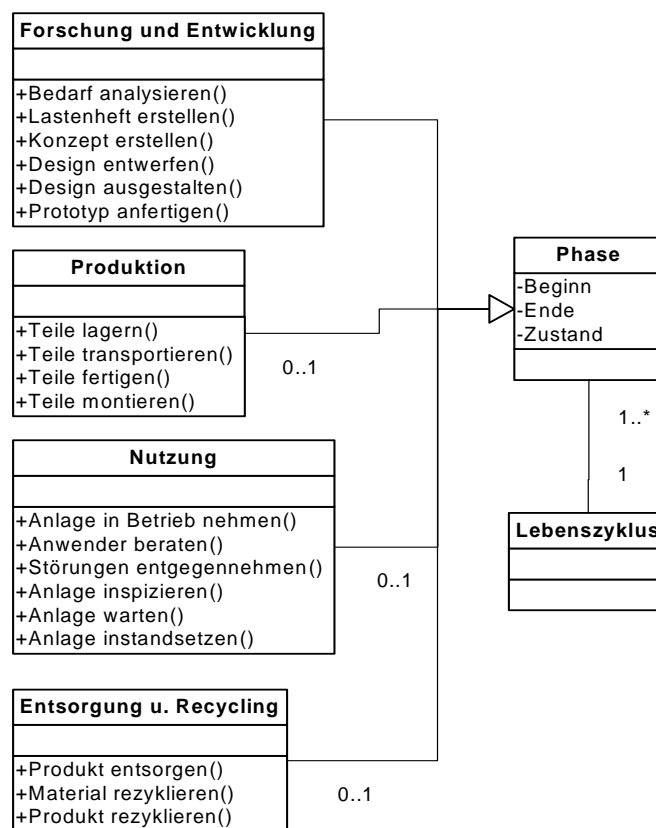 Forschung und Entwicklung
+Bedarf analysieren()
+Lastenheft erstellen()
+Konzept erstellen()
+Design entwerfen()
+Design ausgestalten()
+Prototyp anfertigen()
Produktion
+Teile lagern()
+Teile transportieren()
+Teile fertigen()
+Teile montieren()
0..1
Nutzung
+Anlage in Betrieb nehmen()
+Anwender beraten()
+Störungen entgegennehmen()
+Anlage inspizieren()
+Anlage warten()
+Anlage instandsetzen()
0..1
Entsorgung u. Recycling
+Produkt entsorgen()
+Material rezyklieren()
+Produkt rezyklieren()
0..1
Phase
-Beginn
-Ende
-Zustand
1..*
1
Lebenszyklus